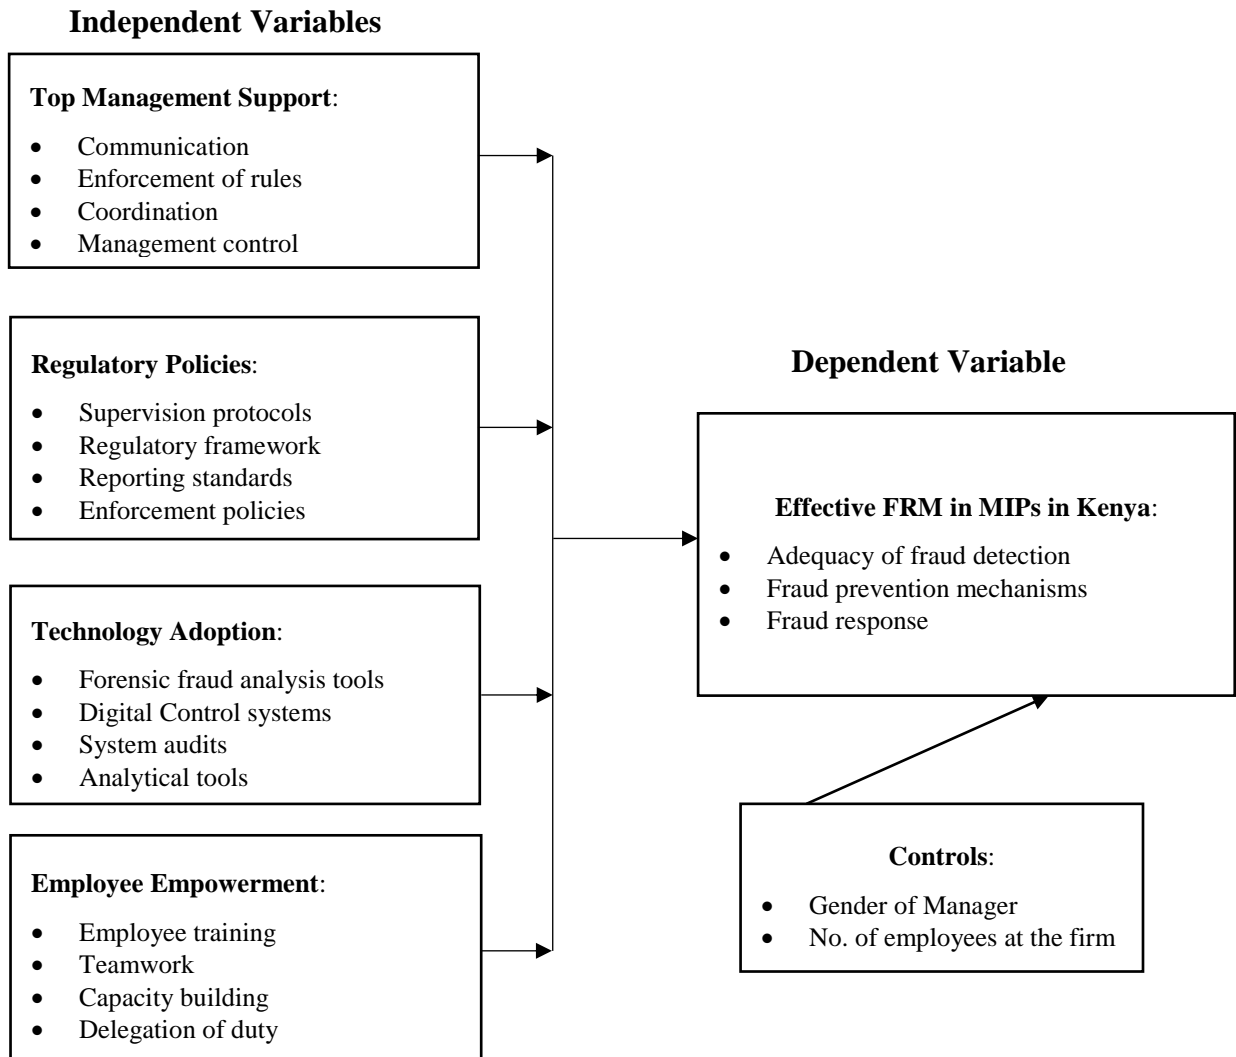 Independent Variables
Top Management Support:
• Communication
• Enforcement of rules
• Coordination
• Management control
Regulatory Policies:
• Supervision protocols
• Regulatory framework
• Reporting standards
• Enforcement policies
Technology Adoption:
• Forensic fraud analysis tools
• Digital Control systems
• System audits
• Analytical tools
Employee Empowerment:
• Employee training
• Teamwork
• Capacity building
• Delegation of duty
Dependent Variable
Effective FRM in MIPs in Kenya:
• Adequacy of fraud detection
• Fraud prevention mechanisms
• Fraud response
Controls:
• Gender of Manager
• No. of employees at the firm